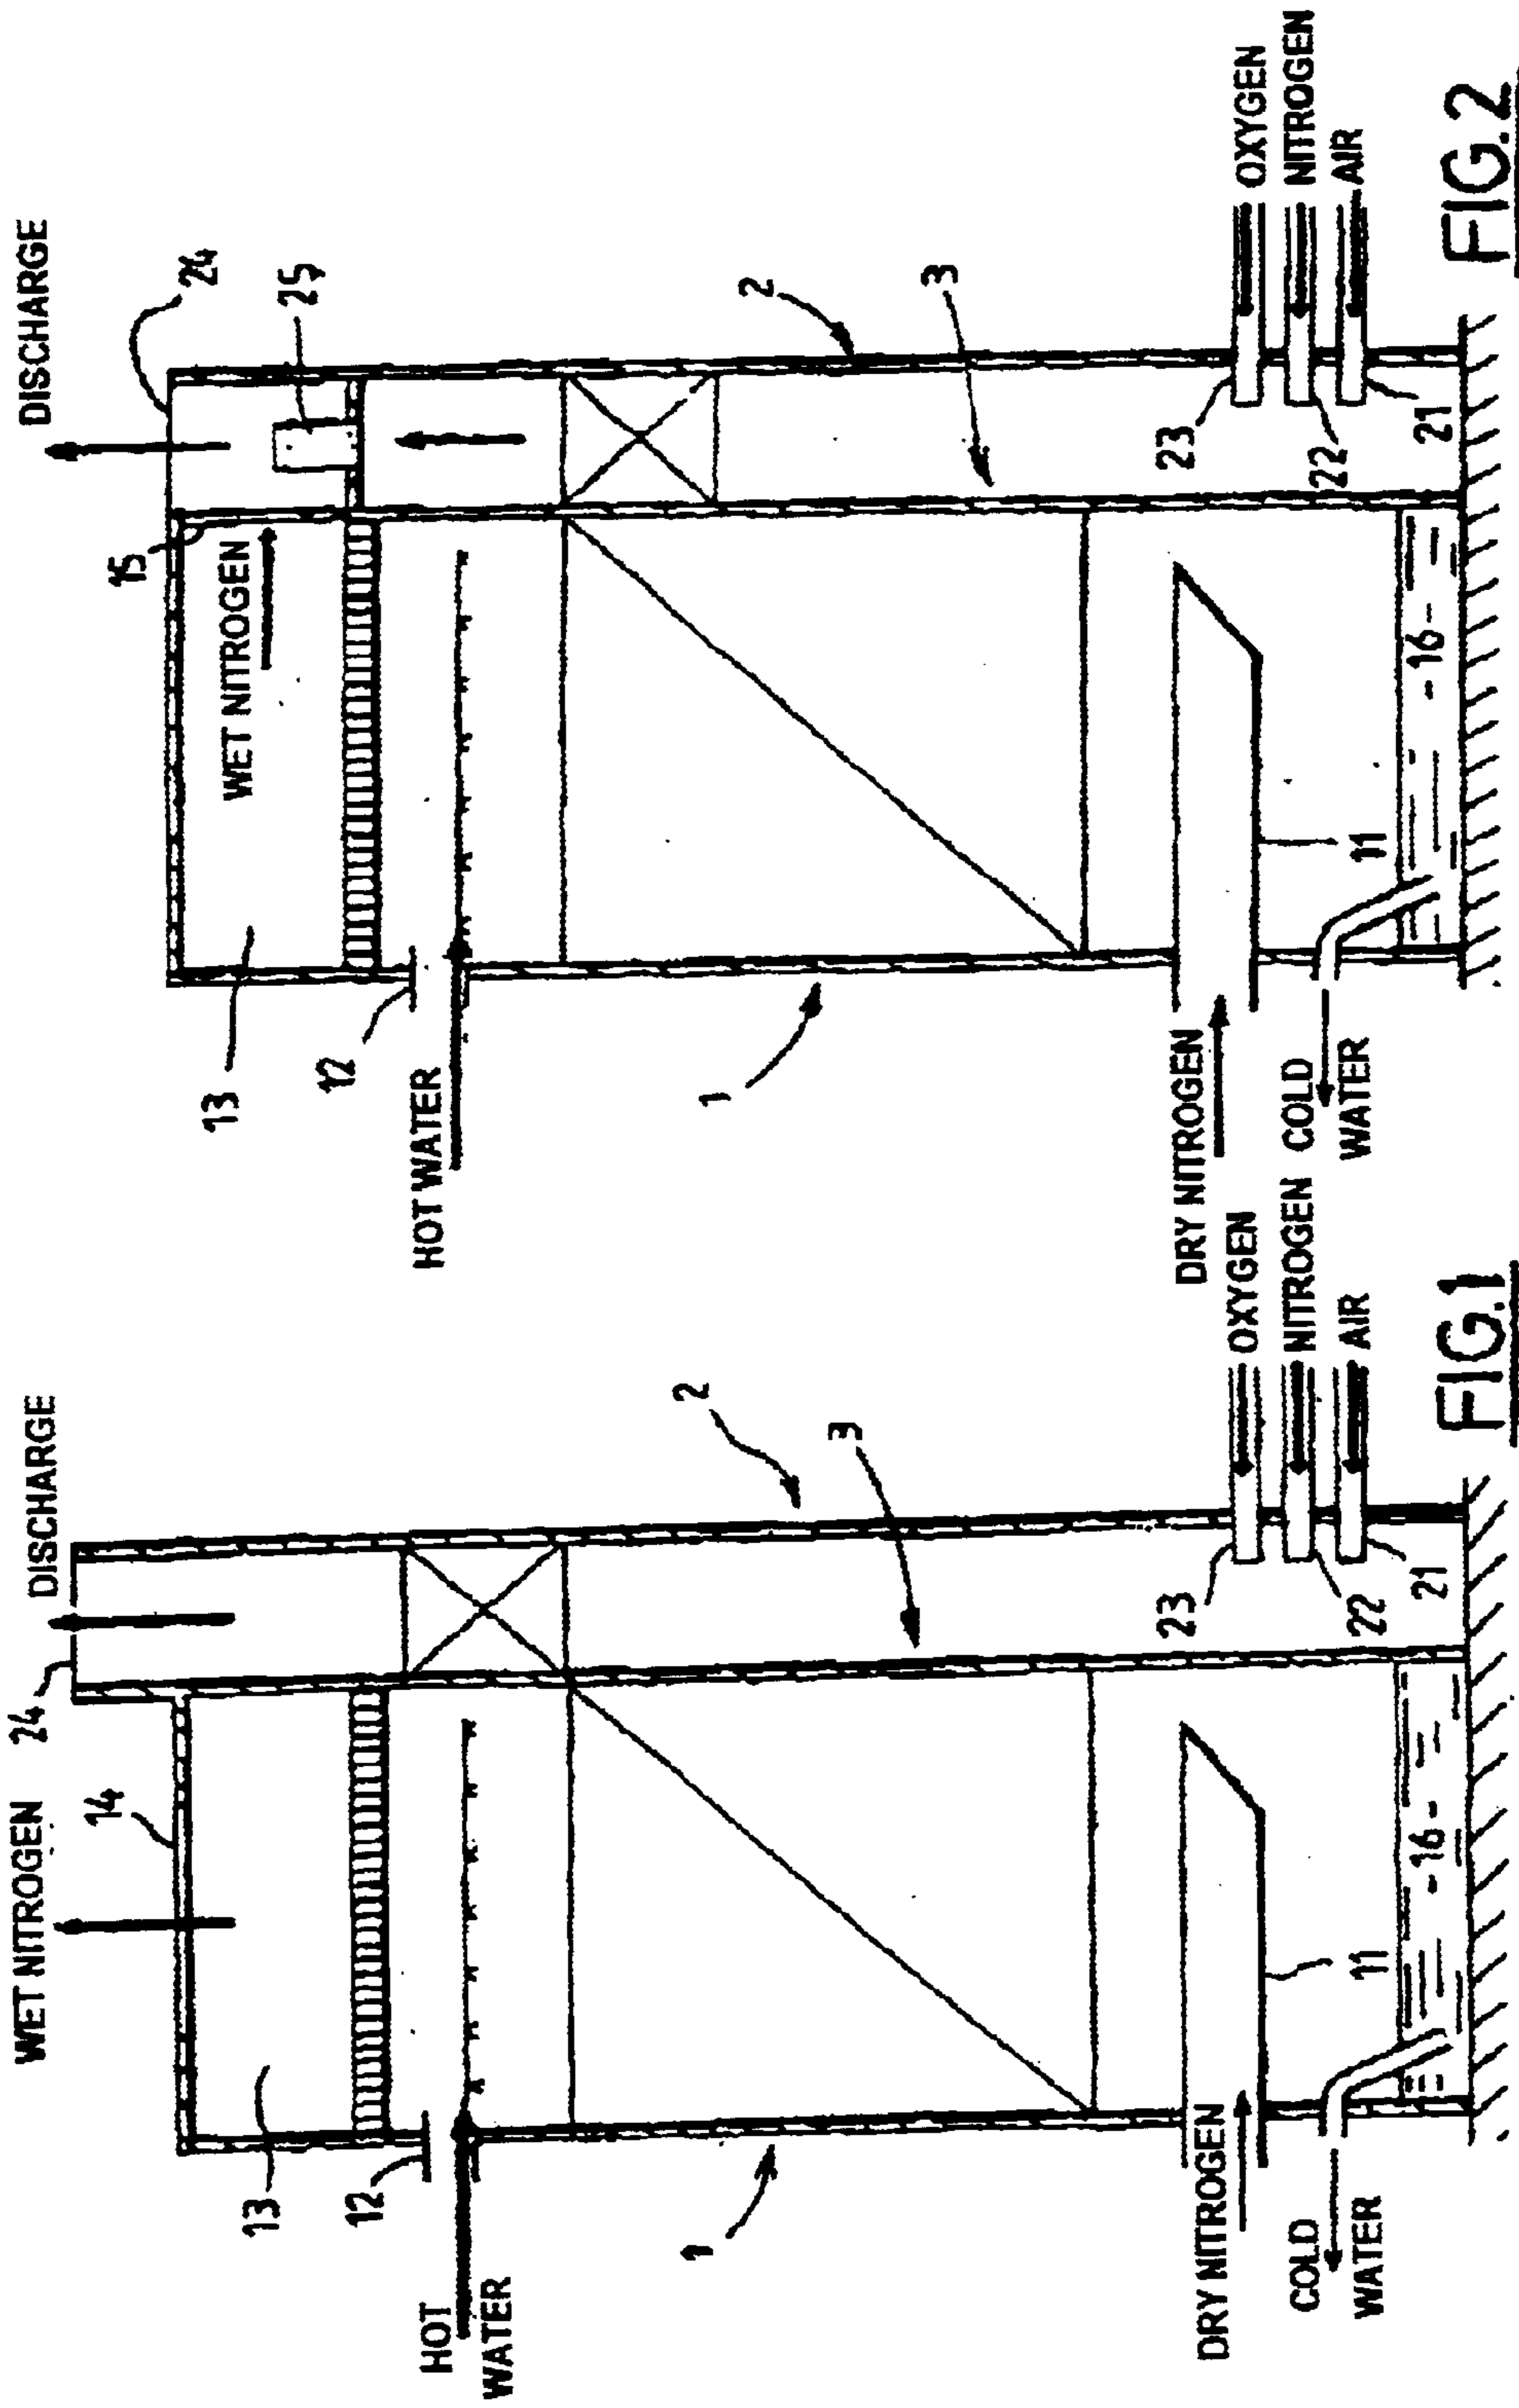 WET NITROGEN
24
DISCHARGE
14
13
12
HOT
WATER
2
3
1
DRY NITROGEN
COLD
WATER
11
-16-
23
22
21
OXYGEN
NITROGEN
AIR
FIG.1
DISCHARGE
24
25
15
WET NITROGEN
13
12
HOT WATER
2
3
1
DRY NITROGEN
COLD
WATER
11
-16-
23
22
21
OXYGEN
NITROGEN
AIR
FIG.2